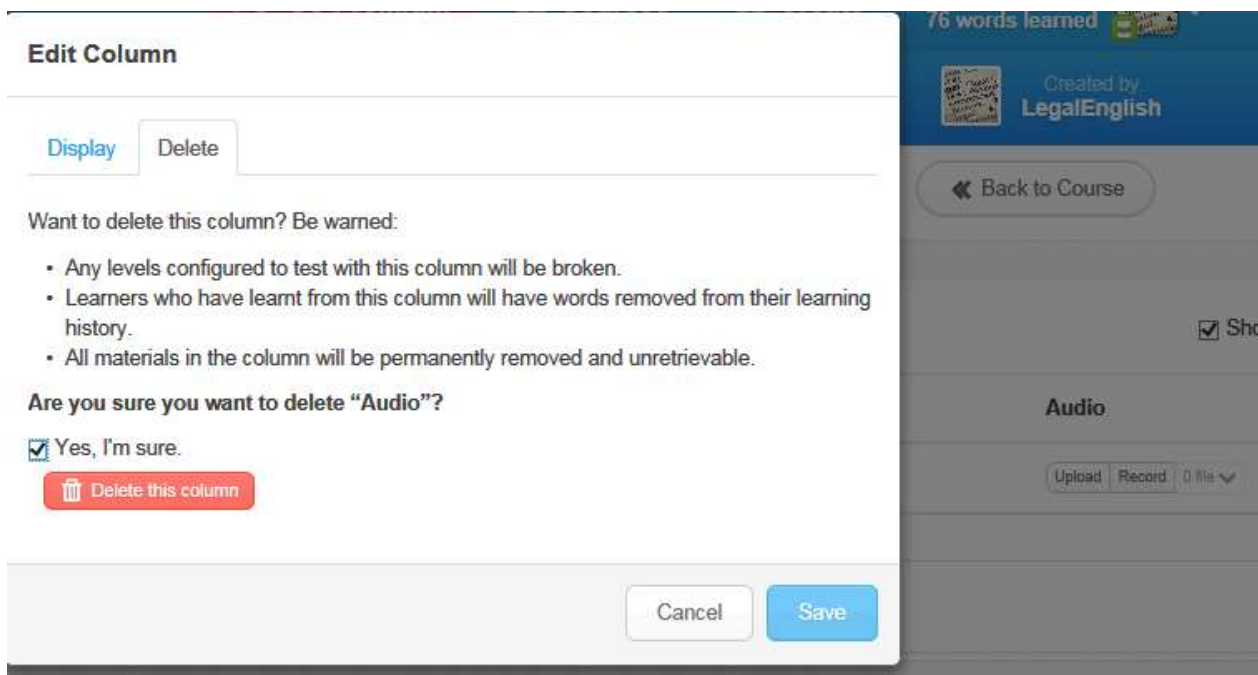 76 words learned
Edit Column
Created by
LegalEnglish
Display Delete
Back to Course
Want to delete this column? Be warned:
• Any levels configured to test with this column will be broken.
• Learners who have learnt from this column will have words removed from their learning
history.
• All materials in the column will be permanently removed and unretrievable.
Sho
Are you sure you want to delete “Audio”?
Audio
Yes, I'm sure.
Upload Record 0 file
Delete this column
Cancel Save